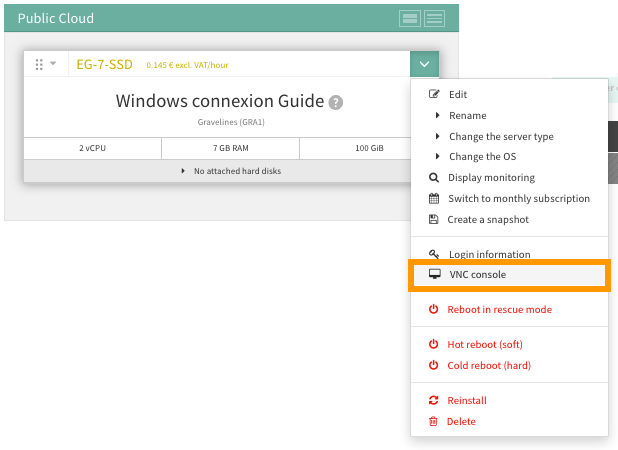 Public Cloud
EG-7-SSD 0.145 € excl. VAT/hour
Windows connexion Guide ?
Gravelines (GRA1)
2 vCPU 7 GB RAM 100 GiB
No attached hard disks
Edit
Rename
Change the server type
Change the OS
Display monitoring
Switch to monthly subscription
Create a snapshot
Login information
VNC console
Reboot in rescue mode
Hot reboot (soft)
Cold reboot (hard)
Reinstall
Delete